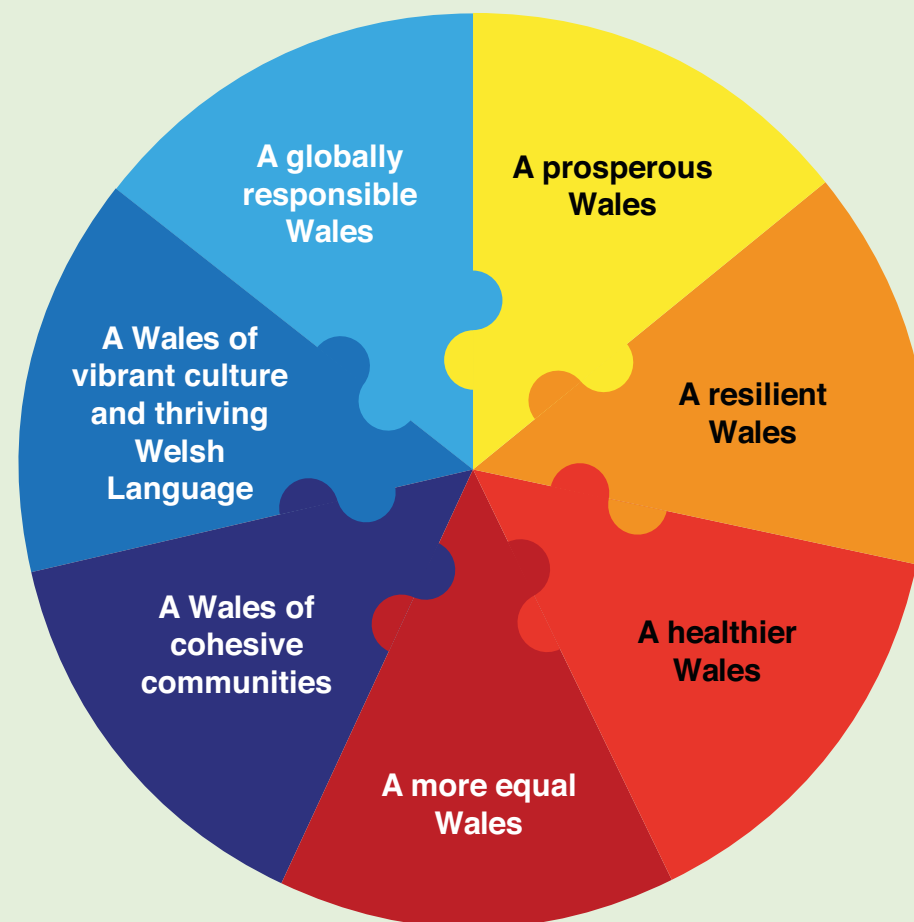 A prosperous
Wales
A resilient
Wales
A healthier
Wales
A more equal
Wales
A Wales of
cohesive
communities
A Wales of
vibrant culture
and thriving
Welsh
Language
A globally
responsible
Wales